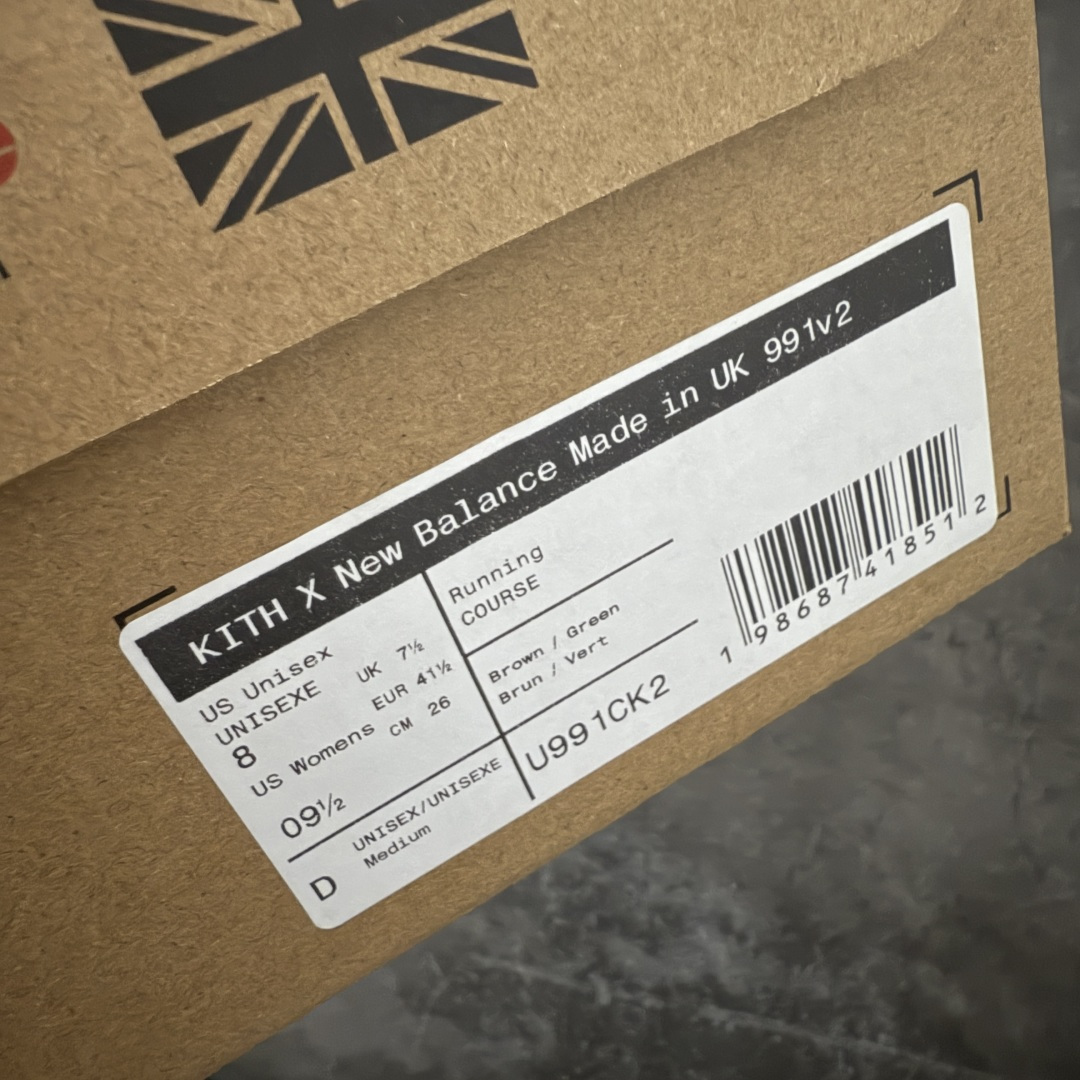 KITH X New Balance Made in UK 991v2
US Unisex
UNISEXE
8
UK 7½
EUR 41½
CM 26
US Womens
09½
D
UNISEX/UNISEXE
Medium
Running
COURSE
Brown / Green
Brun / Vert
U991CK2
1 98687 41851 2